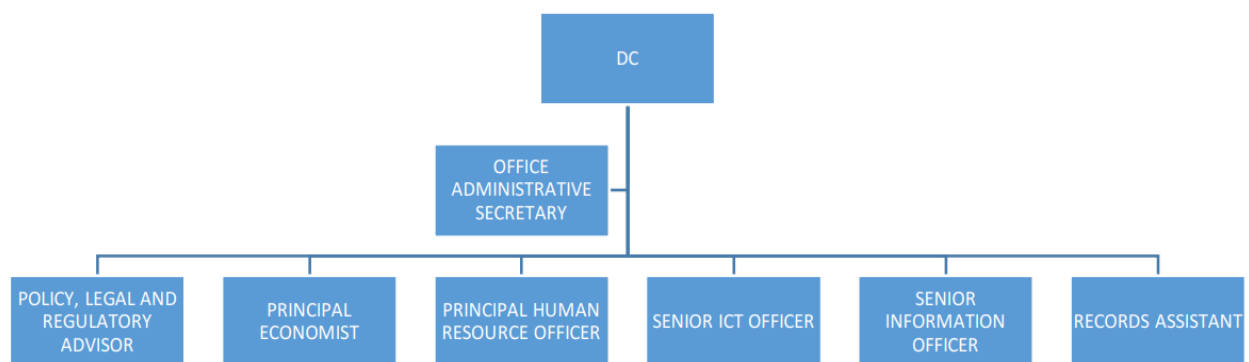 DC
OFFICE
ADMINISTRATIVE
SECRETARY
POLICY, LEGAL AND
REGULATORY
ADVISOR
PRINCIPAL
ECONOMIST
PRINCIPAL HUMAN
RESOURCE OFFICER
SENIOR ICT OFFICER
SENIOR
INFORMATION
OFFICER
RECORDS ASSISTANT